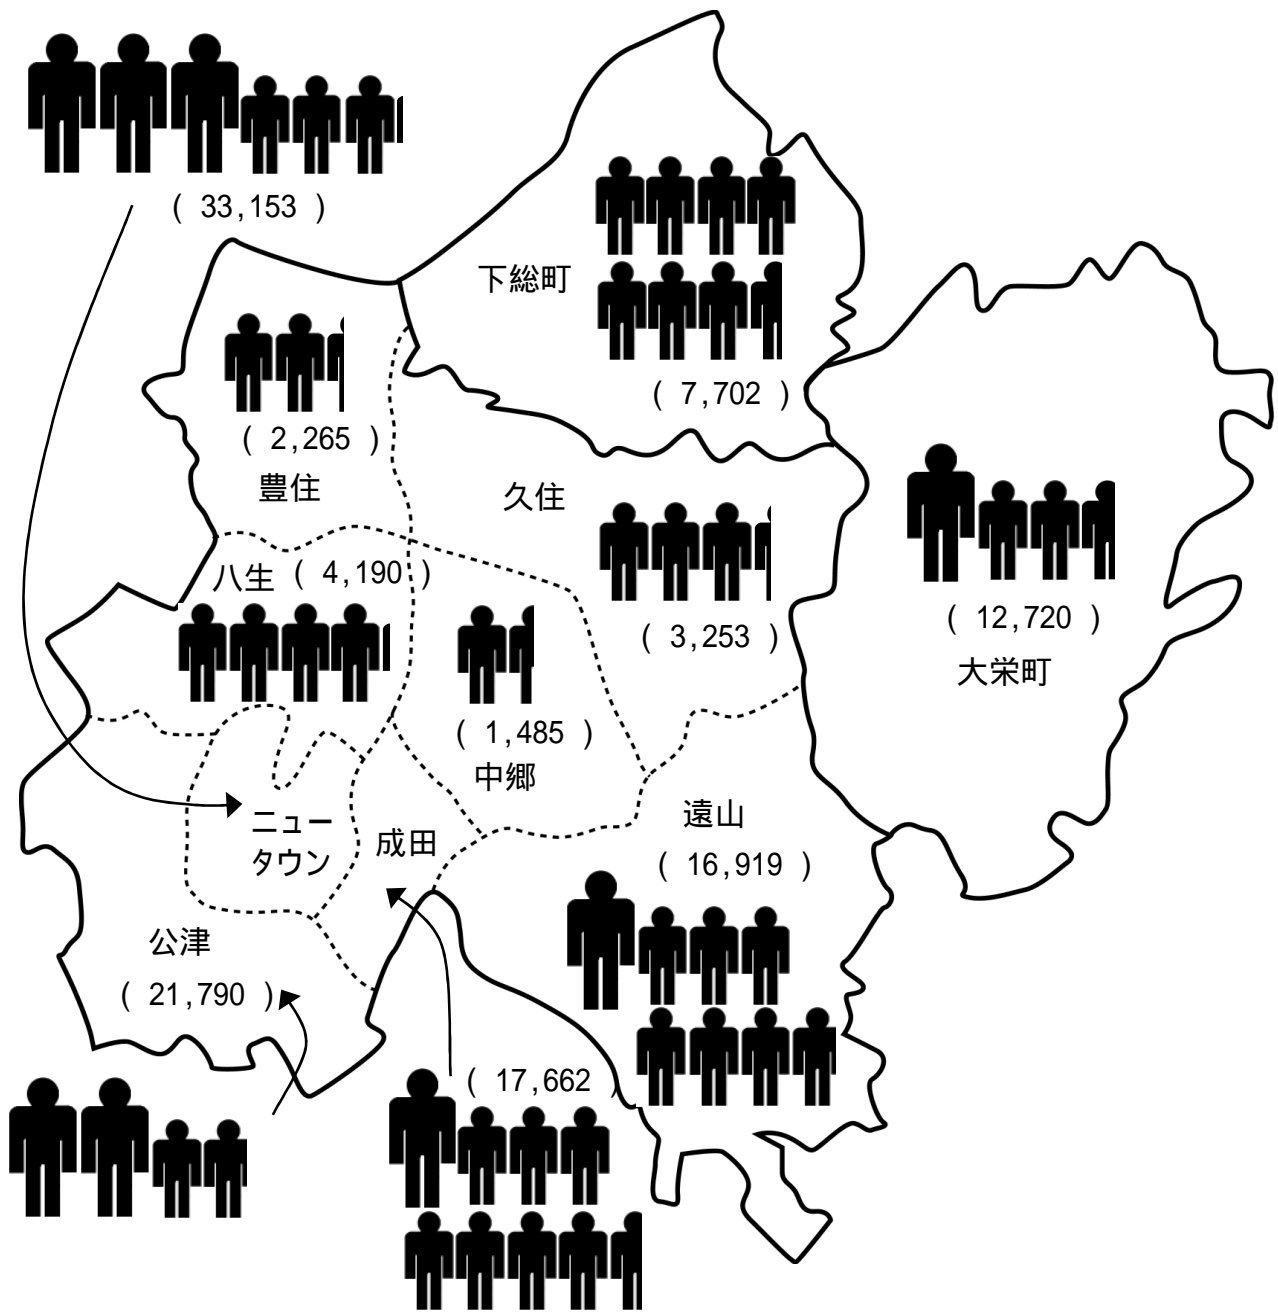 ( 33,153 )
下総町
( 7,702 )
( 2,265 )
豊住
久住
( 3,253 )
八生 ( 4,190 )
( 12,720 )
大栄町
( 1,485 )
中郷
ニュー
タウン
成田
遠山
( 16,919 )
公津
( 21,790 )
( 17,662 )